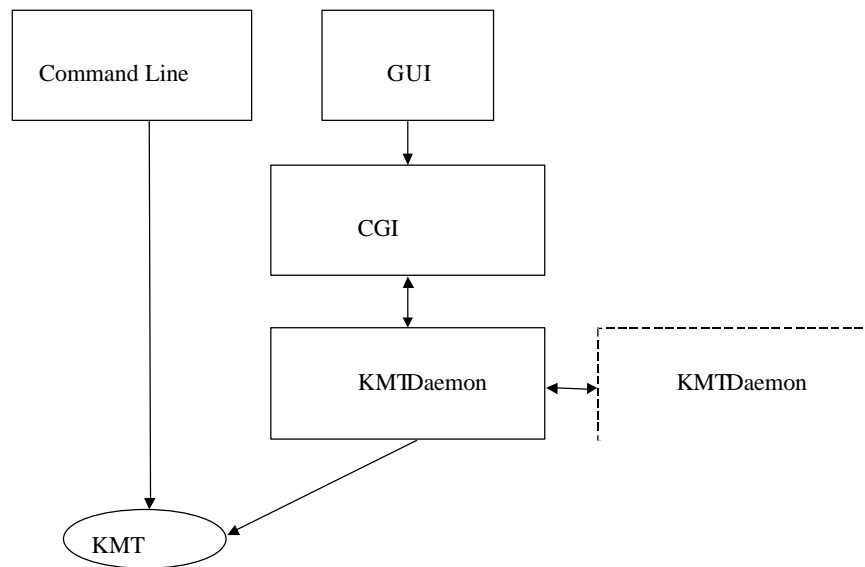 Command Line
GUI
CGI
KMTDaemon
KMTDaemon
KMT